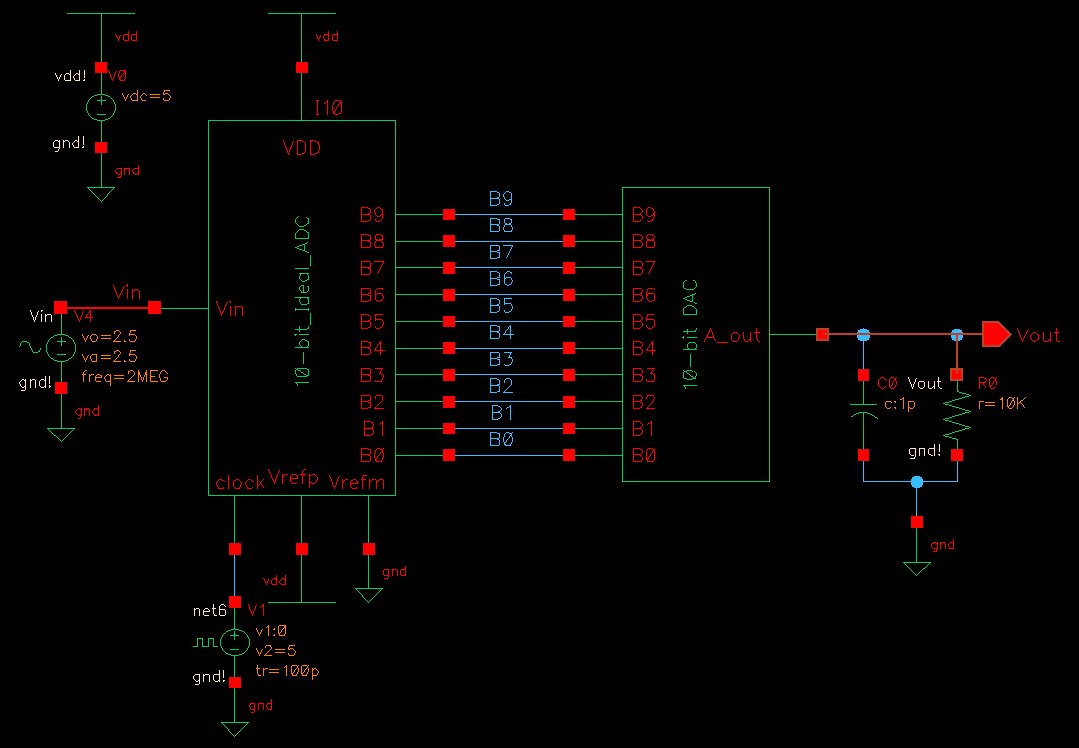 vdd
vdd! V0
vdc=5
gnd!
gnd
vdd
I10
VDD
10-bit_Ideal_ADC
Vin
Vin
Vin V4
vo=2.5
va=2.5
freq=2MEG
gnd!
gnd
B9
B8
B7
B6
B5
B4
B3
B2
B1
B0
clock Vrefp Vrefm
B9
B8
B7
B6
B5
B4
B3
B2
B1
B0
B9
B8
B7
B6
B5
B4
B3
B2
B1
B0
10-bit DAC
A_out
Vout
C0
c:1p
Vout R0
r=10K
gnd!
gnd
vdd
gnd
net6 V1
v1:0
v2=5
tr=100p
gnd!
gnd